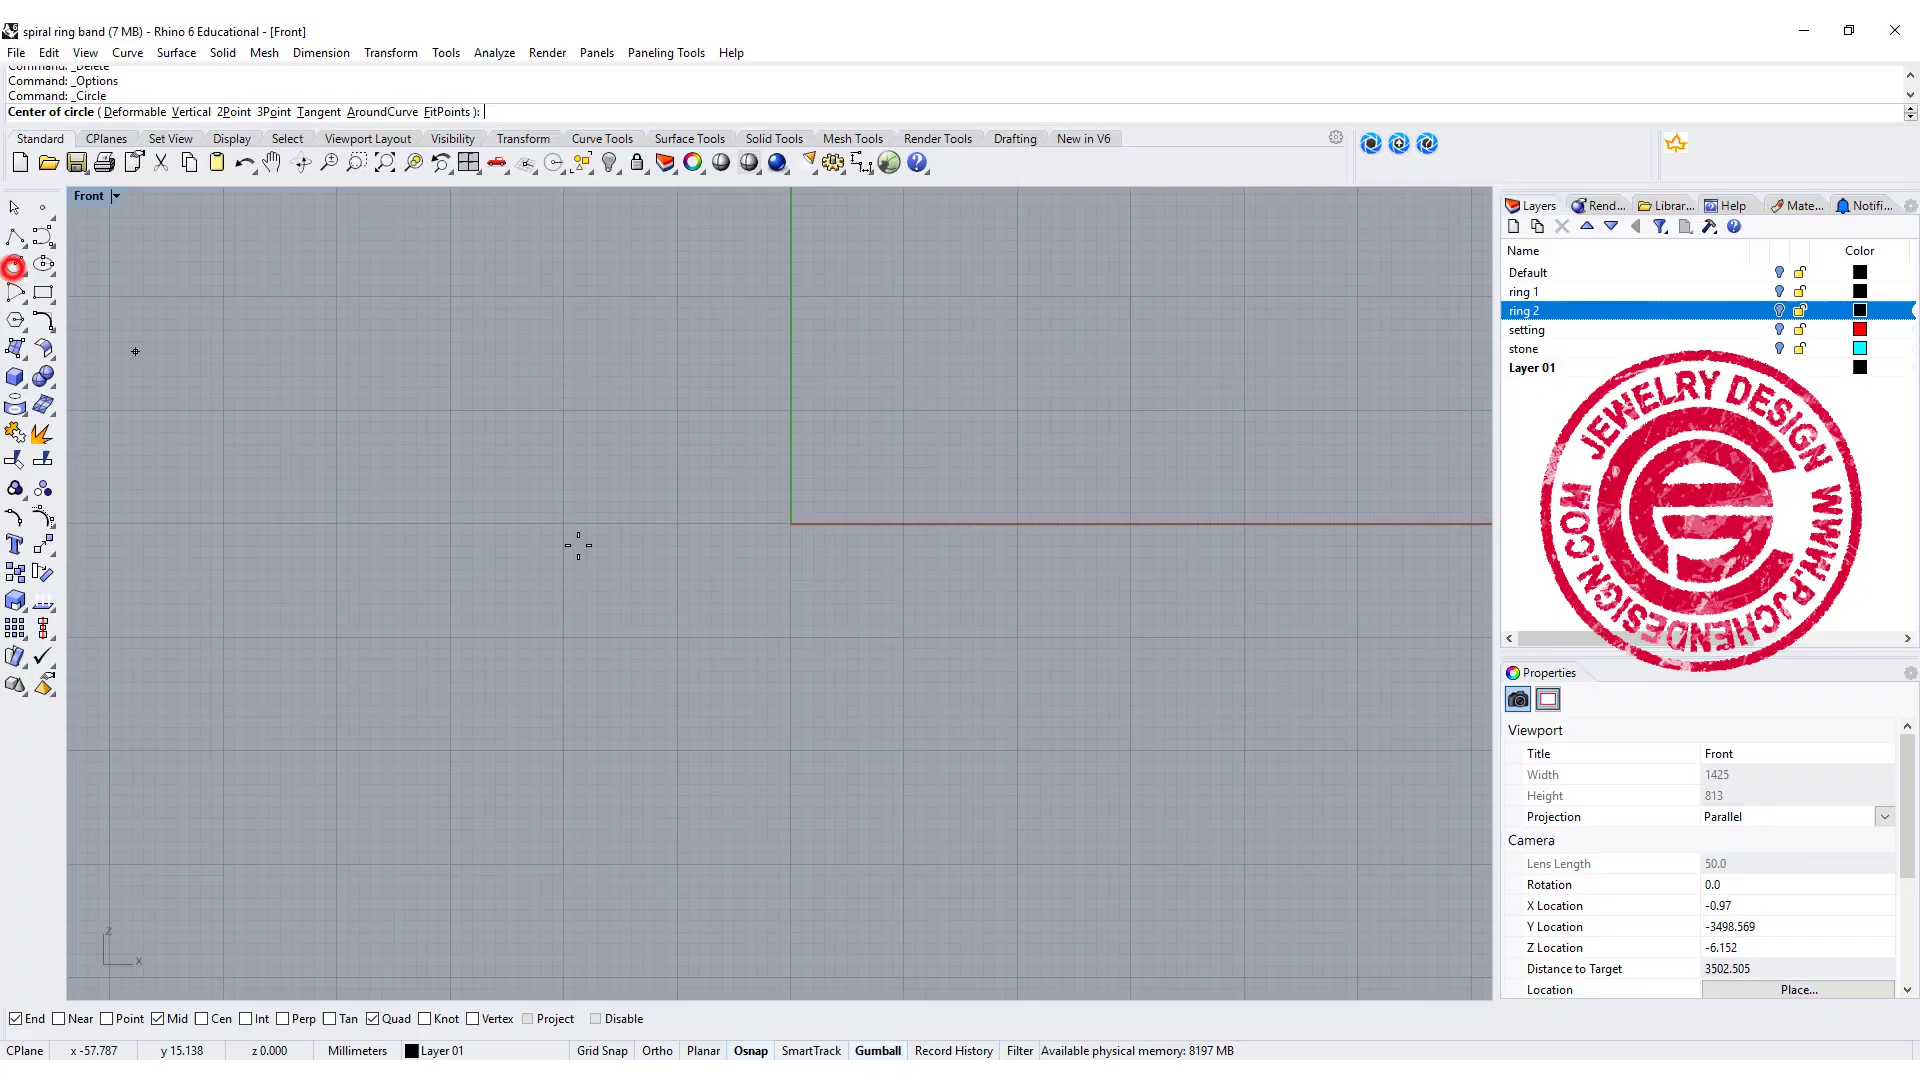 spiral ring band (7 MB) - Rhino 6 Educational - [Front]
File Edit View Curve Surface Solid Mesh Dimension Transform Tools Analyze Render Panels Paneling Tools Help
Command: _Delete
Command: _Options
Command: _Circle
Center of circle ( Deformable Vertical 2Point 3Point Tangent AroundCurve FitPoints ):
Standard CPlanes Set View Display Select Viewport Layout Visibility Transform Curve Tools Surface Tools Solid Tools Mesh Tools Render Tools Drafting New in V6
Front
Layers Rend... Librar... Help Mate... Notifi...
Name Color
Default
ring 1
ring 2
setting
stone
Layer 01
JEWELRY DESIGN WWW.PJCHENDESIGN.COM
Properties
Viewport
Title Front
Width 1425
Height 813
Projection Parallel
Camera
Lens Length 50.0
Rotation 0.0
X Location -0.97
Y Location -3498.569
Z Location -6.152
Distance to Target 3502.505
Location Place...
z
x
End Near Point Mid Cen Int Perp Tan Quad Knot Vertex Project Disable
CPlane x -57.787 y 15.138 z 0.000 Millimeters Layer 01 Grid Snap Ortho Planar Osnap SmartTrack Gumball Record History Filter Available physical memory: 8197 MB